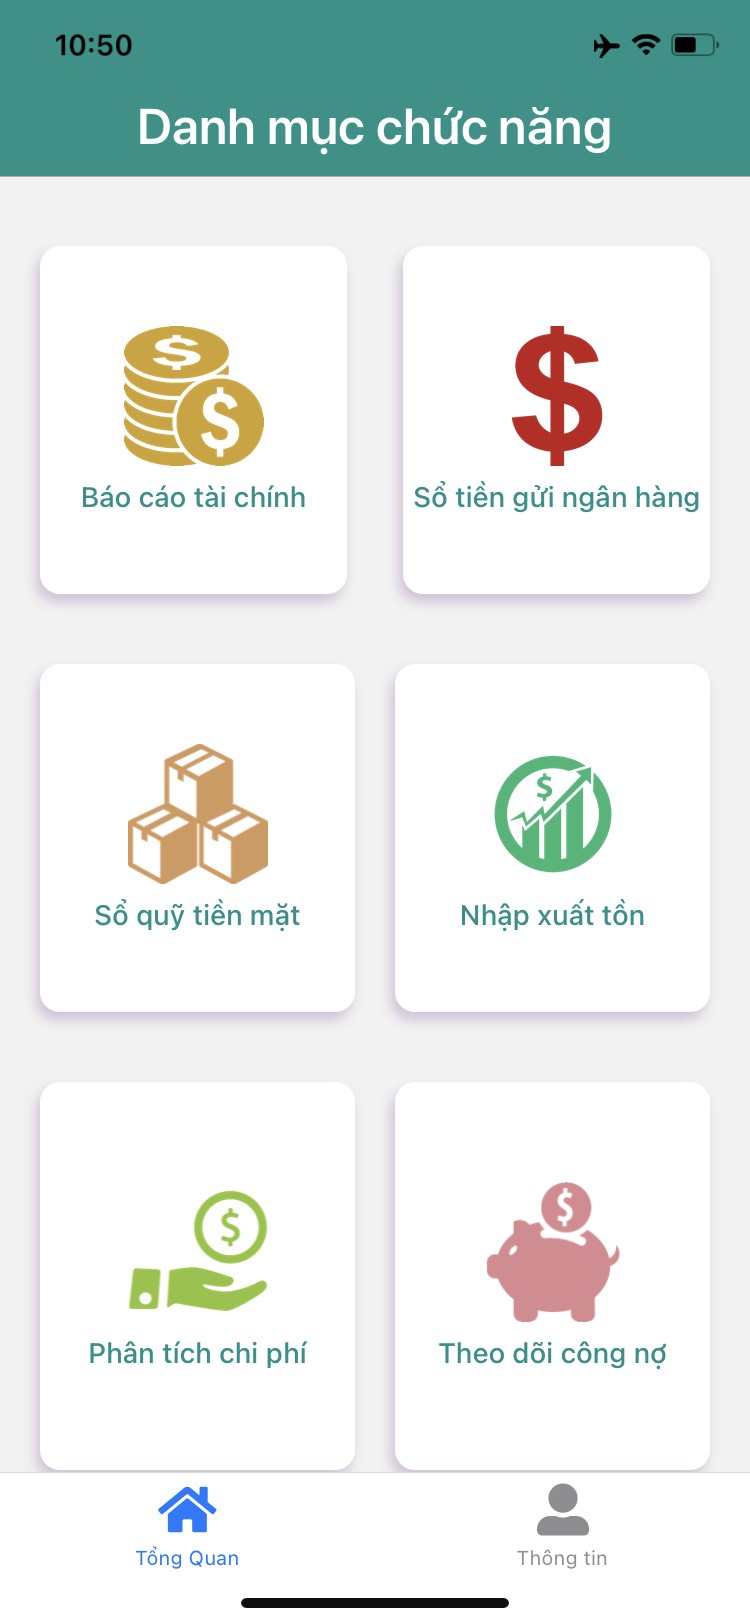 10:50
Danh mục chức năng
Báo cáo tài chính
Sổ tiền gửi ngân hàng
Sổ quỹ tiền mặt
Nhập xuất tồn
Phân tích chi phí
Theo dõi công nợ
Tổng Quan
Thông tin